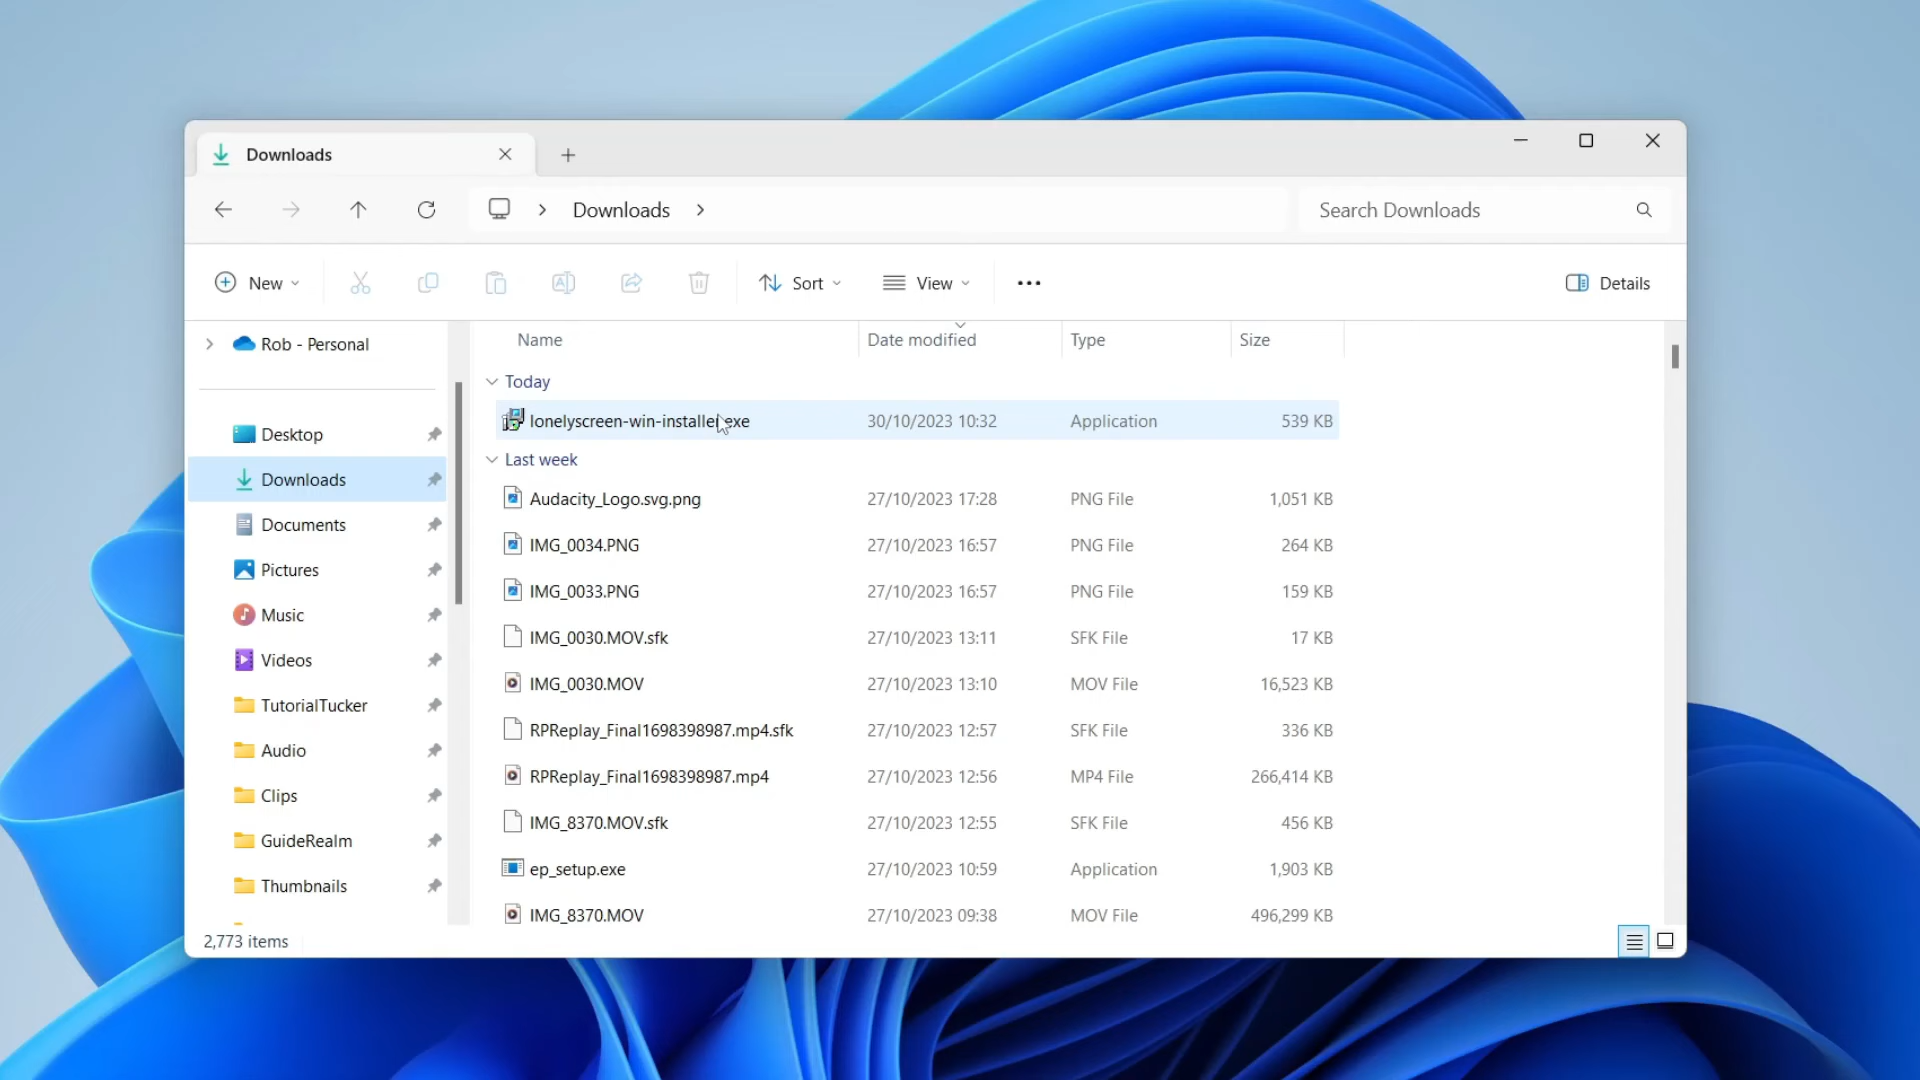 Downloads
Downloads
Search Downloads
New
Sort
View
Details
Rob - Personal
Desktop
Downloads
Documents
Pictures
Music
Videos
TutorialTucker
Audio
Clips
GuideRealm
Thumbnails
Name Date modified Type Size
Today
lonelyscreen-win-installer.exe 30/10/2023 10:32 Application 539 KB
Last week
Audacity_Logo.svg.png 27/10/2023 17:28 PNG File 1,051 KB
IMG_0034.PNG 27/10/2023 16:57 PNG File 264 KB
IMG_0033.PNG 27/10/2023 16:57 PNG File 159 KB
IMG_0030.MOV.sfk 27/10/2023 13:11 SFK File 17 KB
IMG_0030.MOV 27/10/2023 13:10 MOV File 16,523 KB
RPReplay_Final1698398987.mp4.sfk 27/10/2023 12:57 SFK File 336 KB
RPReplay_Final1698398987.mp4 27/10/2023 12:56 MP4 File 266,414 KB
IMG_8370.MOV.sfk 27/10/2023 12:55 SFK File 456 KB
ep_setup.exe 27/10/2023 10:59 Application 1,903 KB
IMG_8370.MOV 27/10/2023 09:38 MOV File 496,299 KB
2,773 items